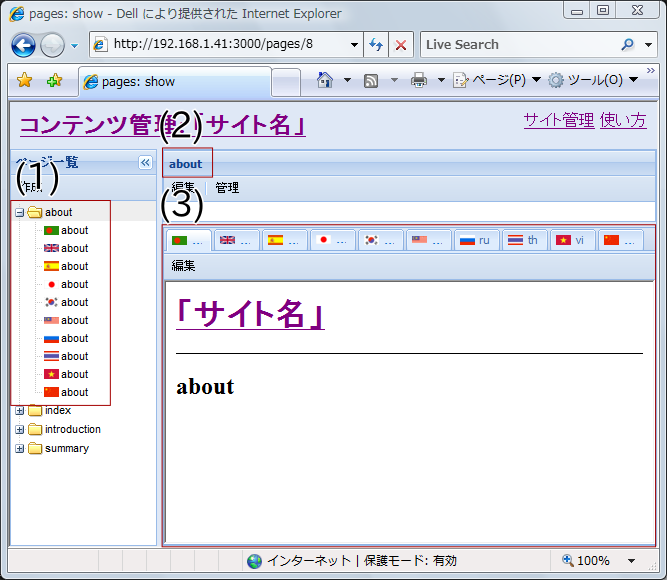 pages: show - Dell により提供された Internet Explorer
http://192.168.1.41:3000/pages/8
Live Search
pages: show
ページ(P)
ツール(O)
コンテンツ管理:「サイト名」
サイト管理 使い方
(2)
ページ一覧
(1)
about
編集 管理
(3)
about
about
about
about
about
about
about
about
about
about
about
index
introduction
summary
... ... ... ... ... ... ru th vi ...
編集
「サイト名」
about
インターネット | 保護モード: 有効
100%